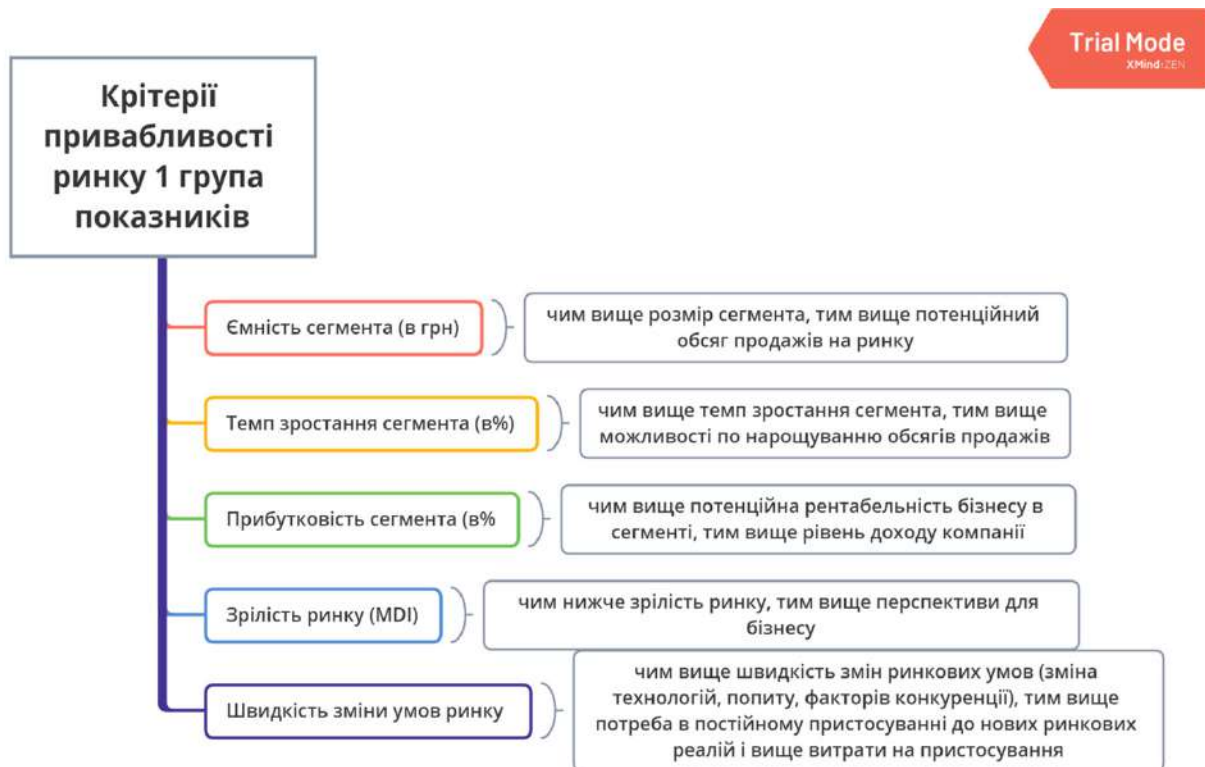 Trial Mode
XMind:ZEN
Крітерії
привабливості
ринку 1 група
показників
Ємність сегмента (в грн)
чим вище розмір сегмента, тим вище потенційний
обсяг продажів на ринку
Темп зростання сегмента (в%)
чим вище темп зростання сегмента, тим вище
можливості по нарощуванню обсягів продажів
Прибутковість сегмента (в%
чим вище потенційна рентабельність бізнесу в
сегменті, тим вище рівень доходу компанії
Зрілість ринку (MDI)
чим нижче зрілість ринку, тим вище перспективи для
бізнесу
Швидкість зміни умов ринку
чим вище швидкість змін ринкових умов (зміна
технологій, попиту, факторів конкуренції), тим вище
потреба в постійному пристосуванні до нових ринкових
реалій і вище витрати на пристосування